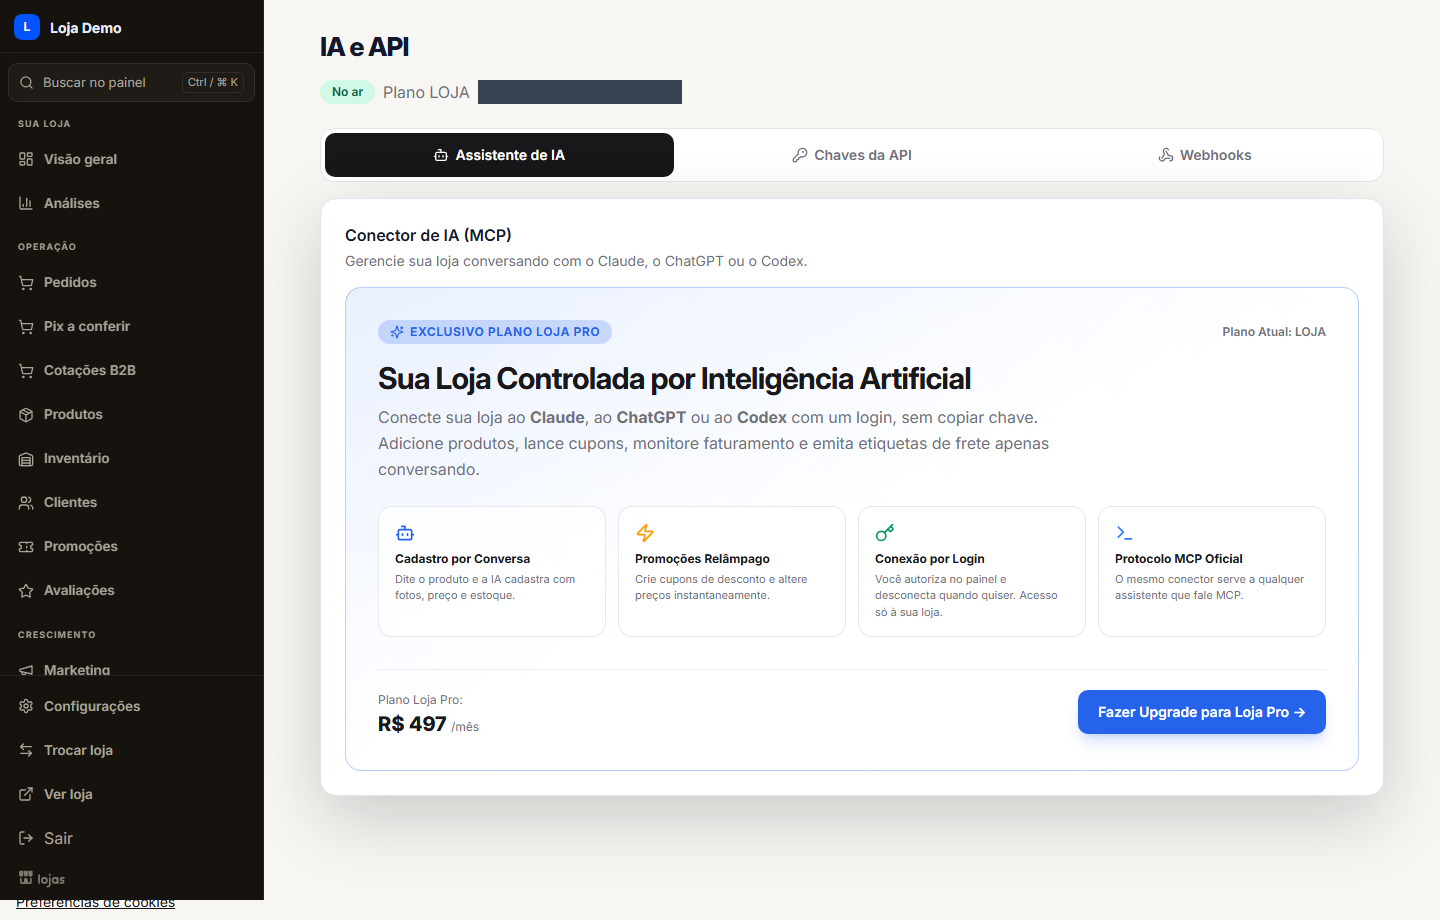 L Loja Demo
Buscar no painel Ctrl / ⌘ K
SUA LOJA
Visão geral
Análises
OPERAÇÃO
Pedidos
Pix a conferir
Cotações B2B
Produtos
Inventário
Clientes
Promoções
Avaliações
CRESCIMENTO
Marketing
Configurações
Trocar loja
Ver loja
Sair
lojas
Preferências de cookies
IA e API
No ar Plano LOJA
Assistente de IA Chaves da API Webhooks
Conector de IA (MCP)
Gerencie sua loja conversando com o Claude, o ChatGPT ou o Codex.
EXCLUSIVO PLANO LOJA PRO Plano Atual: LOJA
Sua Loja Controlada por Inteligência Artificial
Conecte sua loja ao Claude, ao ChatGPT ou ao Codex com um login, sem copiar chave.
Adicione produtos, lance cupons, monitore faturamento e emita etiquetas de frete apenas
conversando.
Cadastro por Conversa
Dite o produto e a IA cadastra com
fotos, preço e estoque.
Promoções Relâmpago
Crie cupons de desconto e altere
preços instantaneamente.
Conexão por Login
Você autoriza no painel e
desconecta quando quiser. Acesso
só à sua loja.
Protocolo MCP Oficial
O mesmo conector serve a qualquer
assistente que fale MCP.
Plano Loja Pro:
R$ 497 /mês
Fazer Upgrade para Loja Pro →